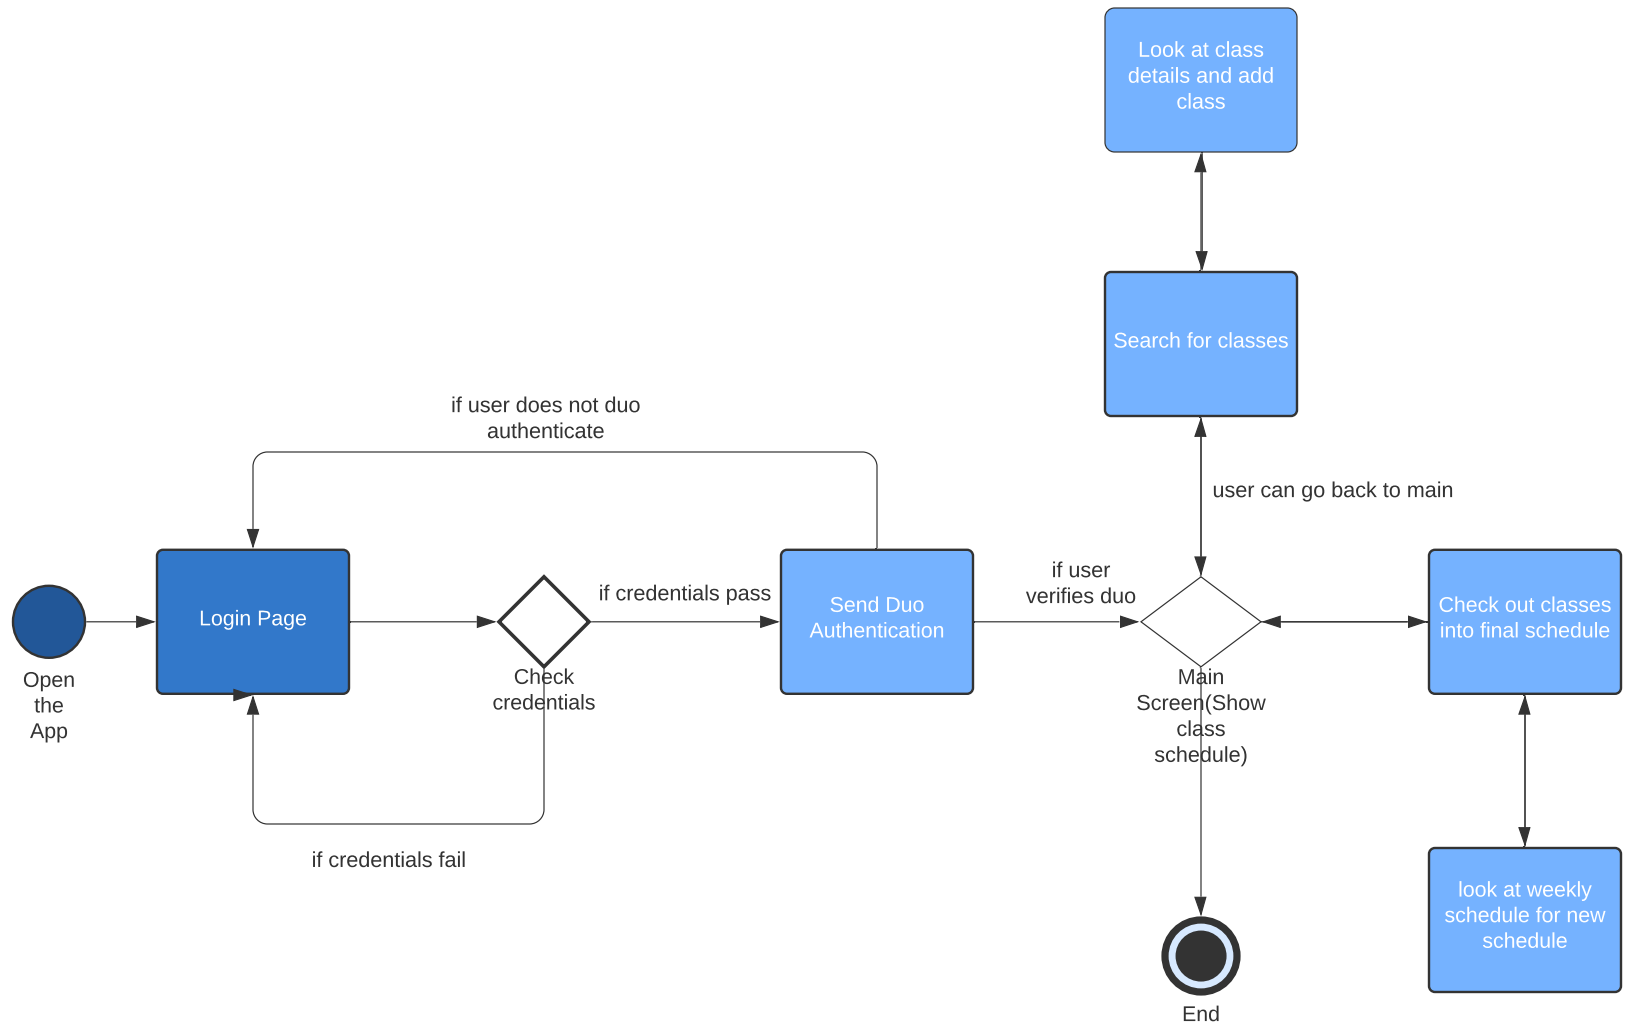 Look at class
details and add
class
Search for classes
if user does not duo
authenticate
user can go back to main
if user
verifies duo
if credentials pass
Open
the
App
Login Page
Check
credentials
Send Duo
Authentication
Main
Screen(Show
class
schedule)
Check out classes
into final schedule
if credentials fail
look at weekly
schedule for new
schedule
End